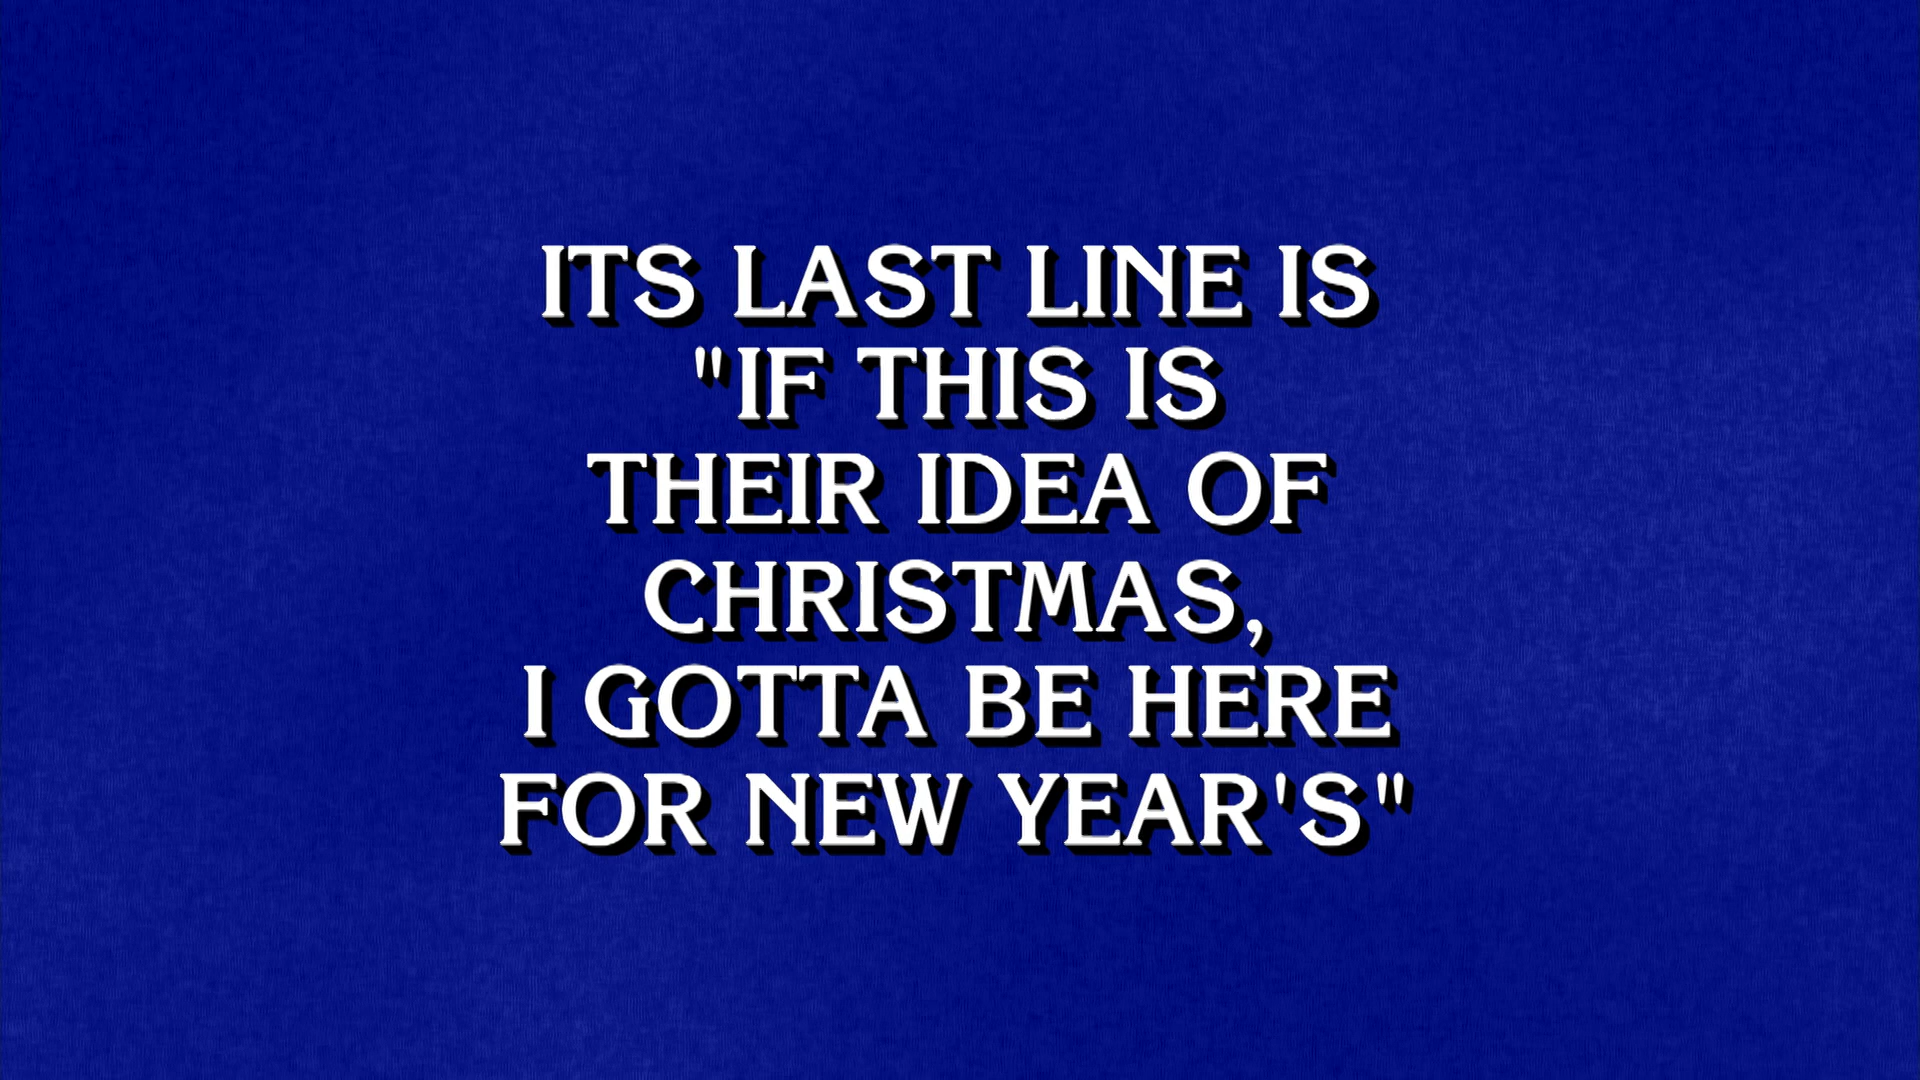 ITS LAST LINE IS
"IF THIS IS
THEIR IDEA OF
CHRISTMAS,
I GOTTA BE HERE
FOR NEW YEAR'S"